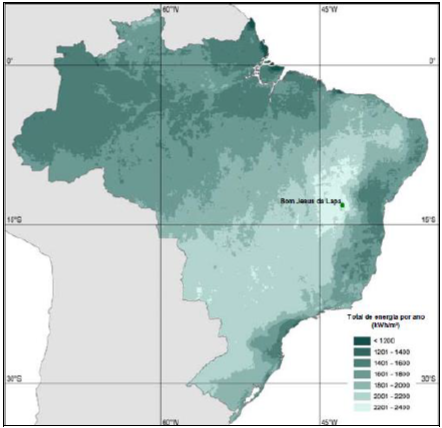 60°W
45°W
0°
0°
Bom Jesus da Lapa
15°S
15°S
Total de energia por ano
(kWh/m²)
< 1200
1201 - 1400
1401 - 1600
1601 - 1800
1801 - 2000
2001 - 2200
2201 - 2400
30°S
30°S
60°W
45°W